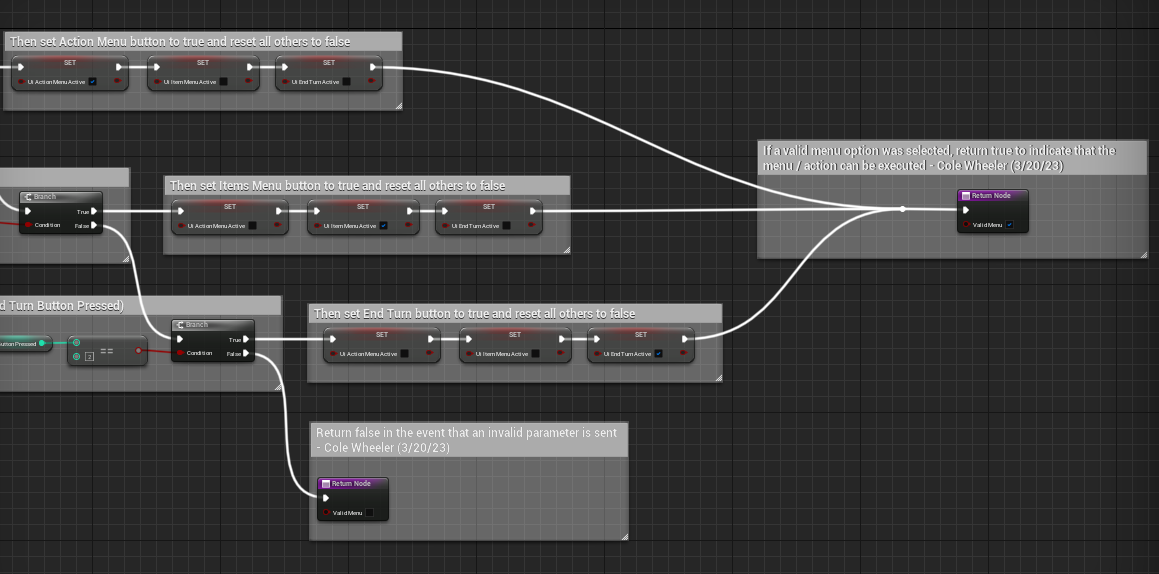 Then set Action Menu button to true and reset all others to false
SET
SET
SET
Ui Action Menu Active
Ui Item Menu Active
Ui End Turn Active
If a valid menu option was selected, return true to indicate that the
menu / action can be executed - Cole Wheeler (3/20/23)
Return Node
Valid Menu
Branch
True
Condition
False
Then set Items Menu button to true and reset all others to false
SET
SET
SET
Ui Action Menu Active
Ui Item Menu Active
Ui End Turn Active
d Turn Button Pressed)
utton Pressed
2
==
Branch
True
Condition
False
Then set End Turn button to true and reset all others to false
SET
SET
SET
Ui Action Menu Active
Ui Item Menu Active
Ui End Turn Active
Return false in the event that an invalid parameter is sent
- Cole Wheeler (3/20/23)
Return Node
Valid Menu